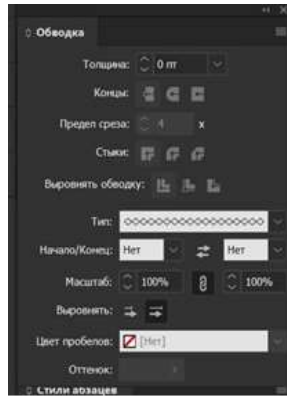 Обводка
Толщина: 0 пт
Концы:
Предел среза: 4 x
Стыки:
Выровнять обводку:
Тип:
Начало/Конец: Нет Нет
Масштаб: 100% 100%
Выровнять:
Цвет пробелов: [Нет]
Оттенок:
Стили абзацев